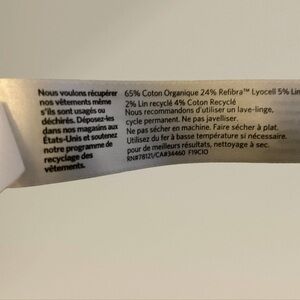 Nous voulons récupérer
nos vêtements même
s'ils sont usagés ou
déchirés. Déposez-les
dans nos magasins aux
États-Unis et soutenez
notre programme de
recyclage des
vêtements.
65% Coton Organique 24% Refibra™ Lyocell 5% Lin
2% Lin recyclé 4% Coton Recyclé
Nous recommandons d'utiliser un lave-linge,
cycle permanent. Ne pas javelliser.
Ne pas sécher en machine. Faire sécher à plat.
Utilisez du fer à basse température si nécessaire.
pour de meilleurs résultats, nettoyage à sec.
RN#78121/CA#34460 F19CIO